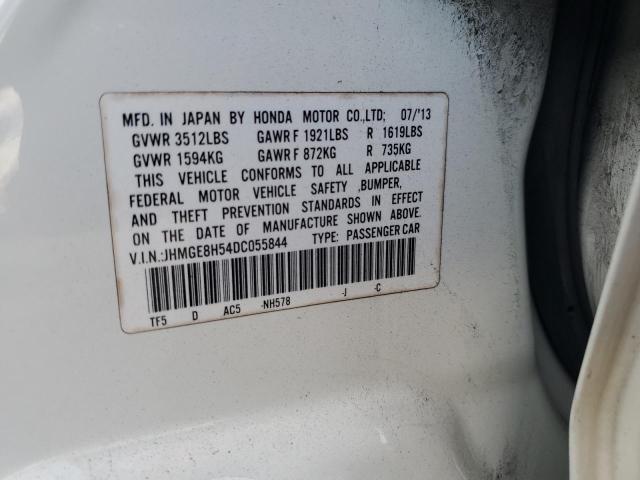 MFD. IN JAPAN BY HONDA MOTOR CO.,LTD; 07/'13
GVWR 3512LBS GAWR F 1921LBS R 1619LBS
GVWR 1594KG GAWR F 872KG R 735KG
THIS VEHICLE CONFORMS TO ALL APPLICABLE
FEDERAL MOTOR VEHICLE SAFETY ,BUMPER,
AND THEFT PREVENTION STANDARDS IN EFFECT
ON THE DATE OF MANUFACTURE SHOWN ABOVE.
V.I.N.:JHMGE8H54DC055844 TYPE: PASSENGER CAR
TF5 D AC5 -NH578 -J -C